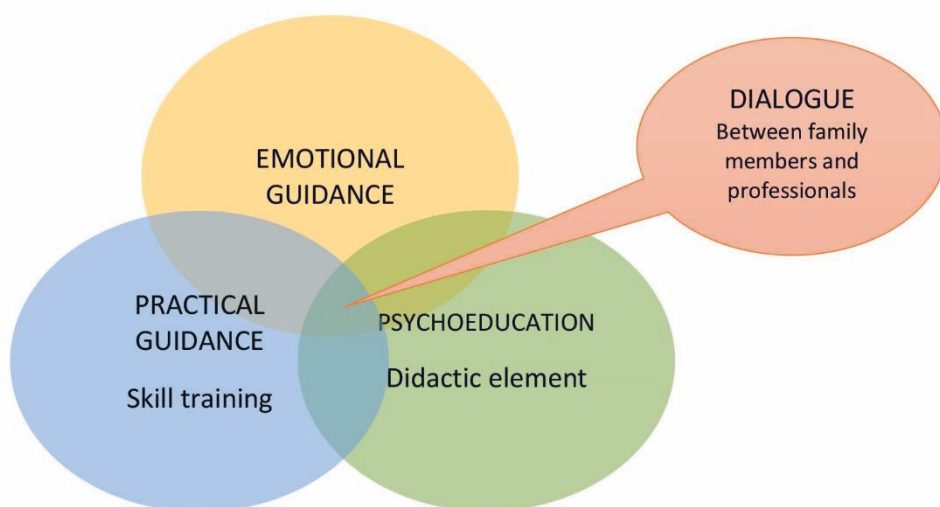 EMOTIONAL
GUIDANCE
DIALOGUE
Between family
members and
professionals
PRACTICAL
GUIDANCE
Skill training
PSYCHOEDUCATION
Didactic element